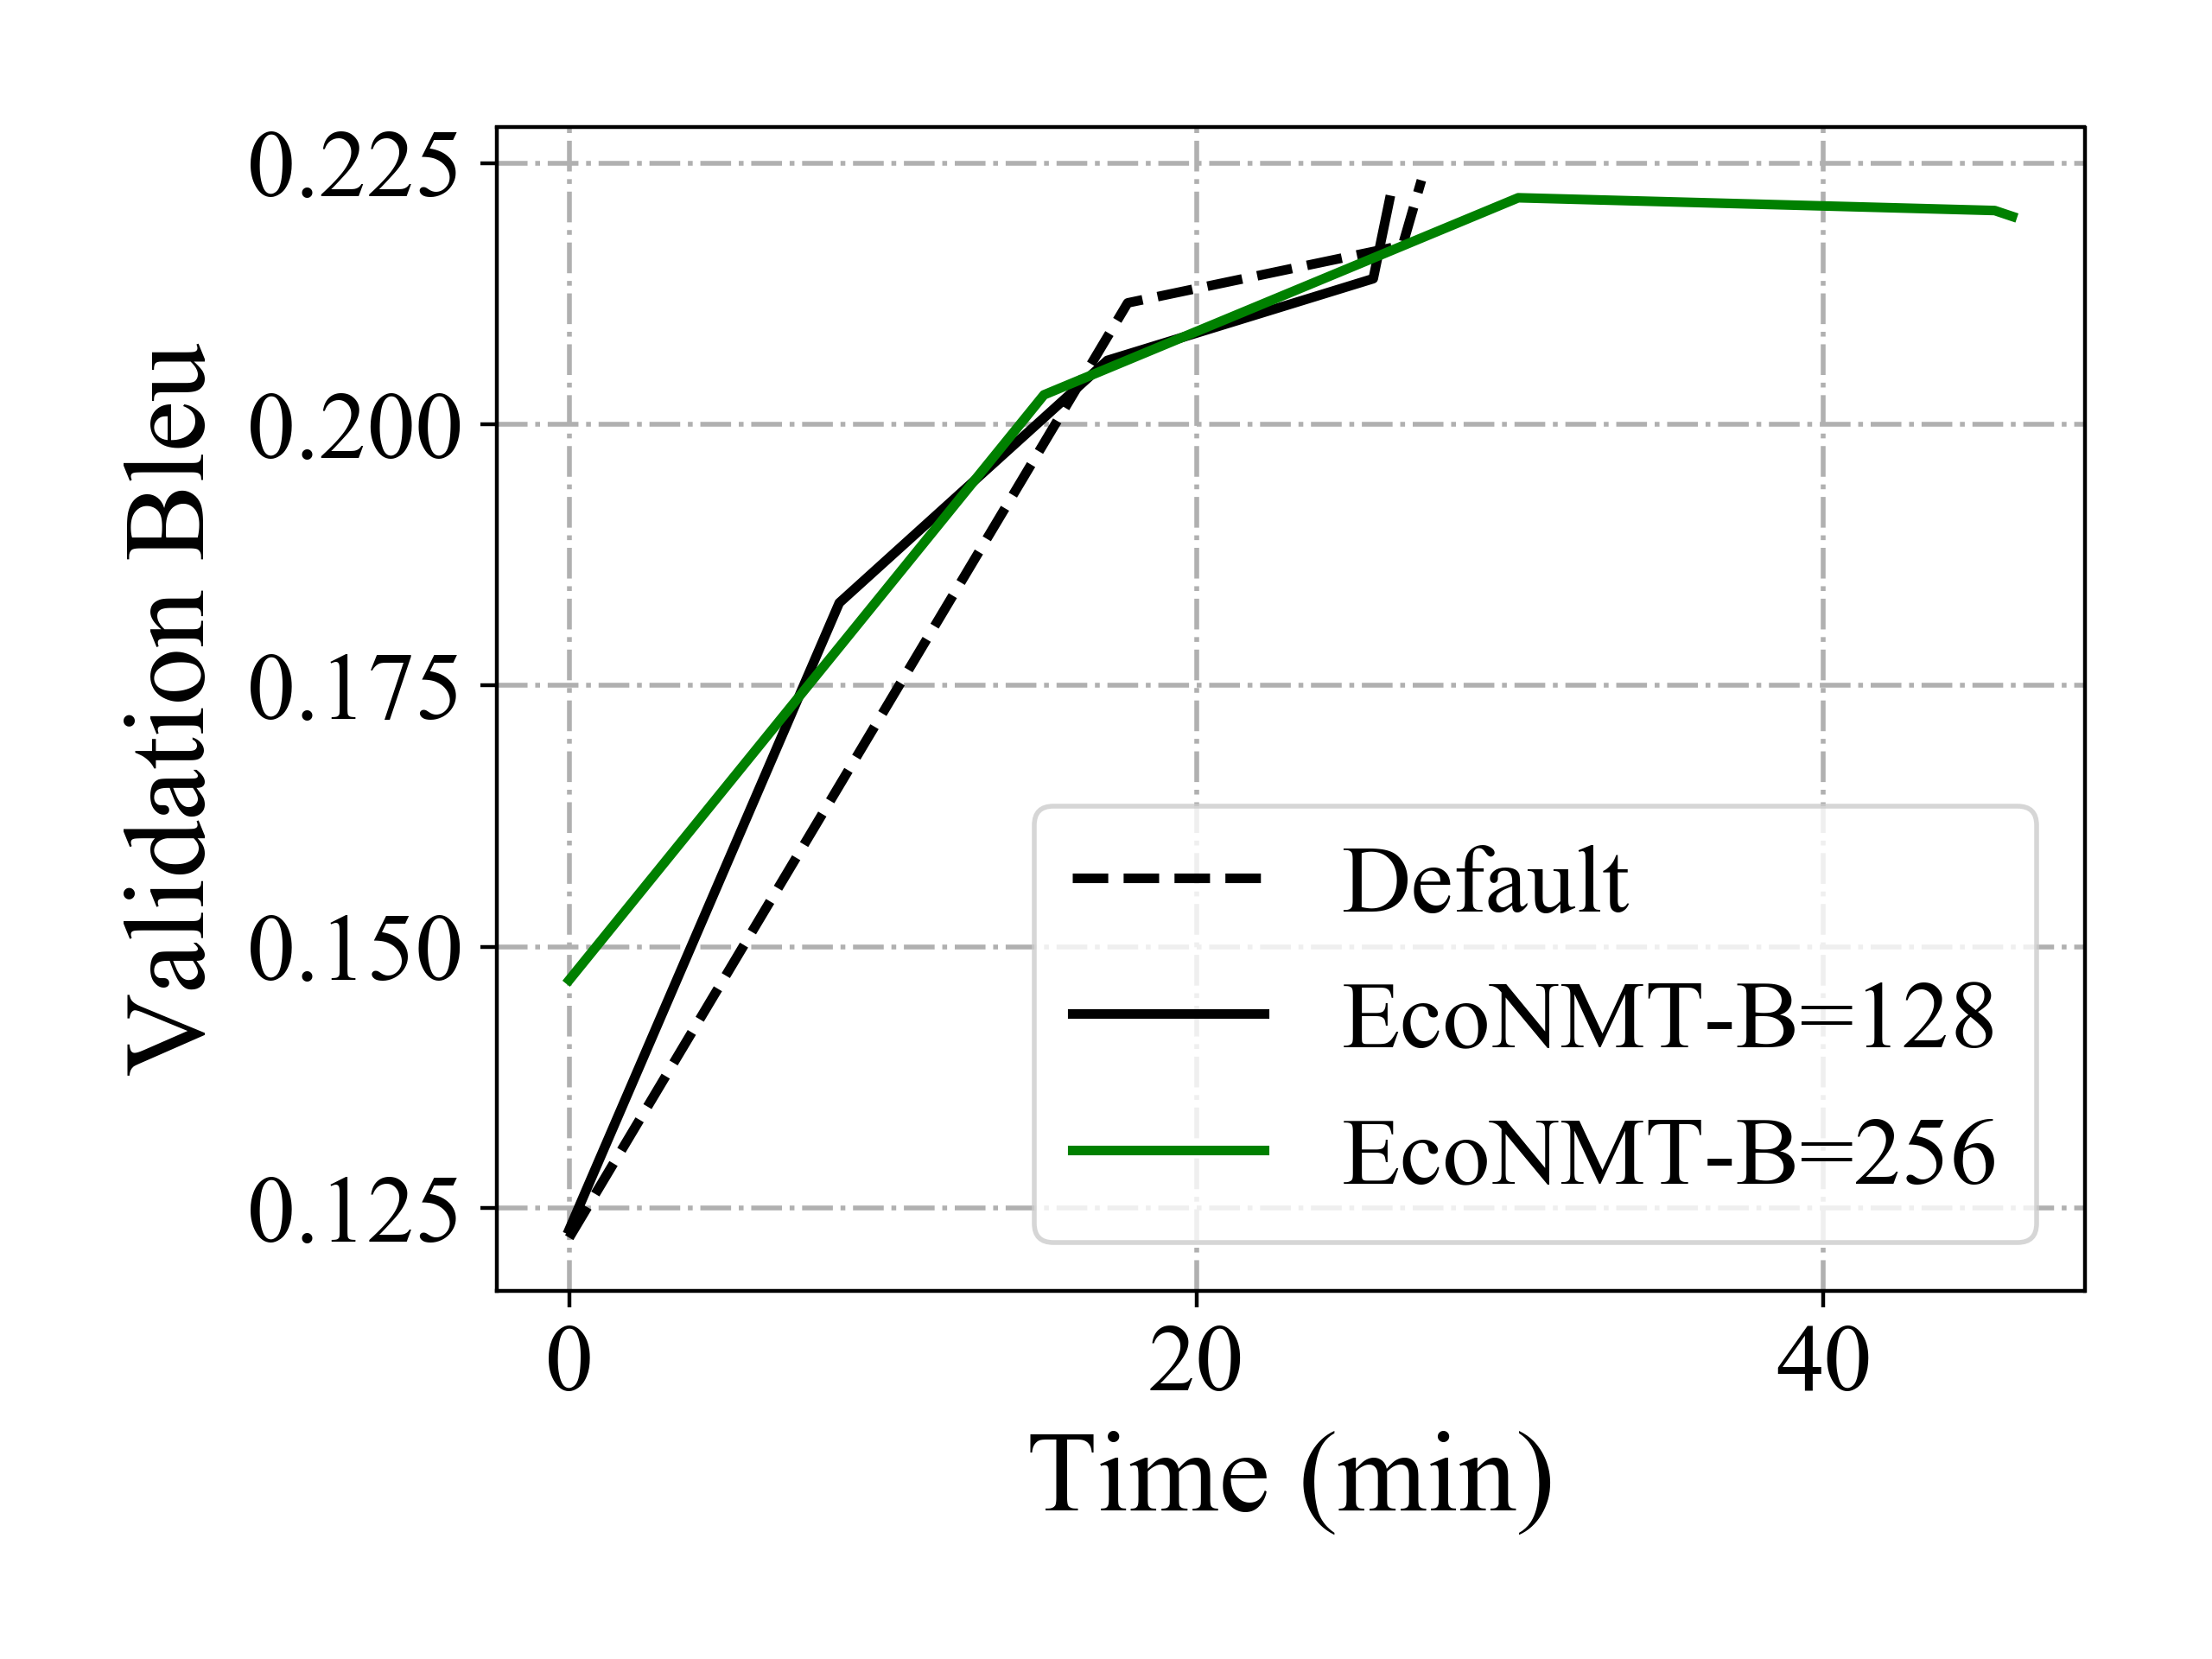 0.225
0.200
0.175
0.150
0.125
Validation Bleu
Default
EcoNMT-B=128
EcoNMT-B=256
0 20 40
Time (min)